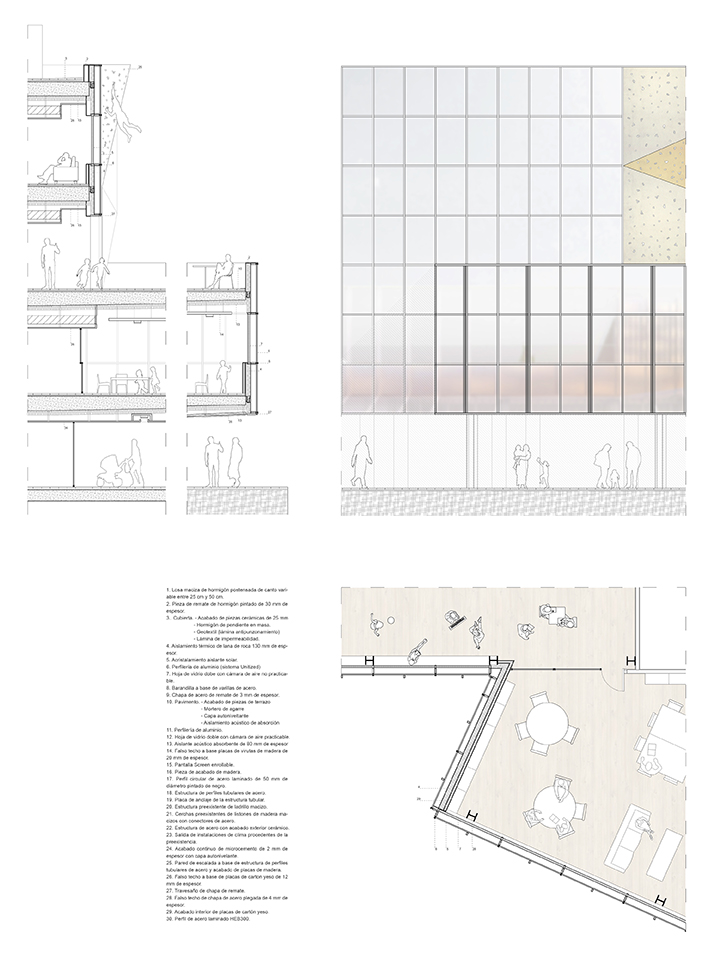 1. Losa maciza de hormigón postensada de canto vari-
able entre 25 cm y 50 cm.
2. Pieza de remate de hormigón pintado de 30 mm de
espesor.
3. Cubierta. - Acabado de piezas cerámicas de 25 mm
- Hormigón de pendiente en masa.
- Geotextil (lámina antipunzonamiento)
- Lámina de impermeabilidad.
4. Aislamiento térmico de lana de roca 130 mm de esp-
esor.
5. Acristalamiento aislante solar.
6. Perfilería de aluminio (sistema Unitized)
7. Hoja de vidrio dobe con cámara de aire no practica-
ble.
8. Barandilla a base de varillas de acero.
9. Chapa de acero de remate de 3 mm de espesor.
10. Pavimento. - Acabado de piezas de terrazo
- Mortero de agarre
- Capa autonivelante
- Aislamiento acústico de absorción
11. Perfilería de aluminio.
12. Hoja de vidrio doble con cámara de aire practicable
13. Aislante acústico absorbente de 80 mm de espesor
14. Falso techo a base placas de virutas de madera de
20 mm de espesor.
15. Pantalla Screen enrollable.
16. Pieza de acabado de madera.
17. Perfil circular de acero laminado de 50 mm de
diámetro pintado de negro.
18. Estructura de perfiles tubulares de acero
19. Placa de anclaje de la estructura tubular.
20. Estructura preexistente de ladrillo macizo.
21. Cerchas preexistentes de listones de madera ma-
cizos con conectores de acero.
22. Estructura de acero con acabado exterior cerámico.
23. Salida de instalaciones de clima procedentes de la
preexistencia.
24. Acabado continuo de microcemento de 2 mm de
espesor con capa autonivelante
25. Pared de escalada a base de estructura de perfiles
tubulares de acero y acabado de placas de madera.
26. Falso techo a base de placas de cartón yeso de 12
mm de espesor
27. Travesaño de chapa de remate.
28. Falso techo de chapa de acero plegada de 4 mm de
espesor.
29. Acabado interior de placas de cartón yeso
30. Perfil de acero laminado HEB300.